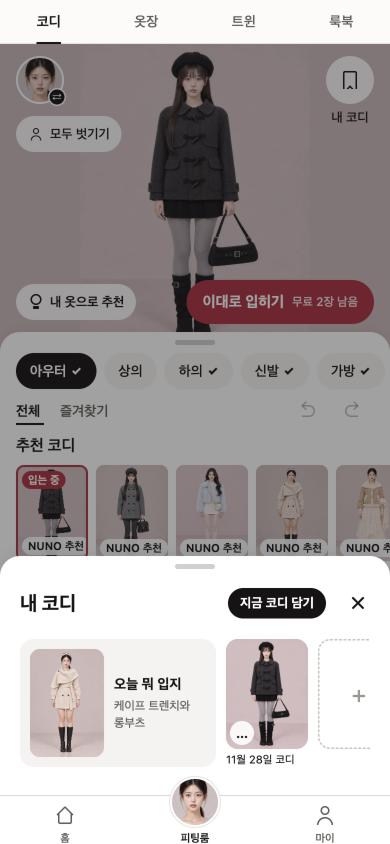 코디
옷장
트윈
룩북
내 코디
모두 벗기기
내 옷으로 추천
이대로 입히기 무료 2장 남음
아우터
상의
하의
신발
가방
전체
즐겨찾기
추천 코디
입는 중
NUNO 추천
NUNO 추천
NUNO 추천
NUNO 추천
NUNO 추
내 코디
지금 코디 담기
오늘 뭐 입지
케이프 트렌치와
롱부츠
11월 28일 코디
홈
피팅룸
마이